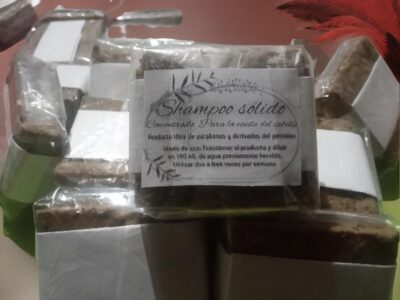 Shampoo sólido
Concentrado Para la caida del cabello
Producto libre de parabenos y derivados del petróleo
Modo de uso: Fraccionar el producto y diluir
en 100 ML de agua previamente hervida.
Utilizar dos a tres veces por semana.